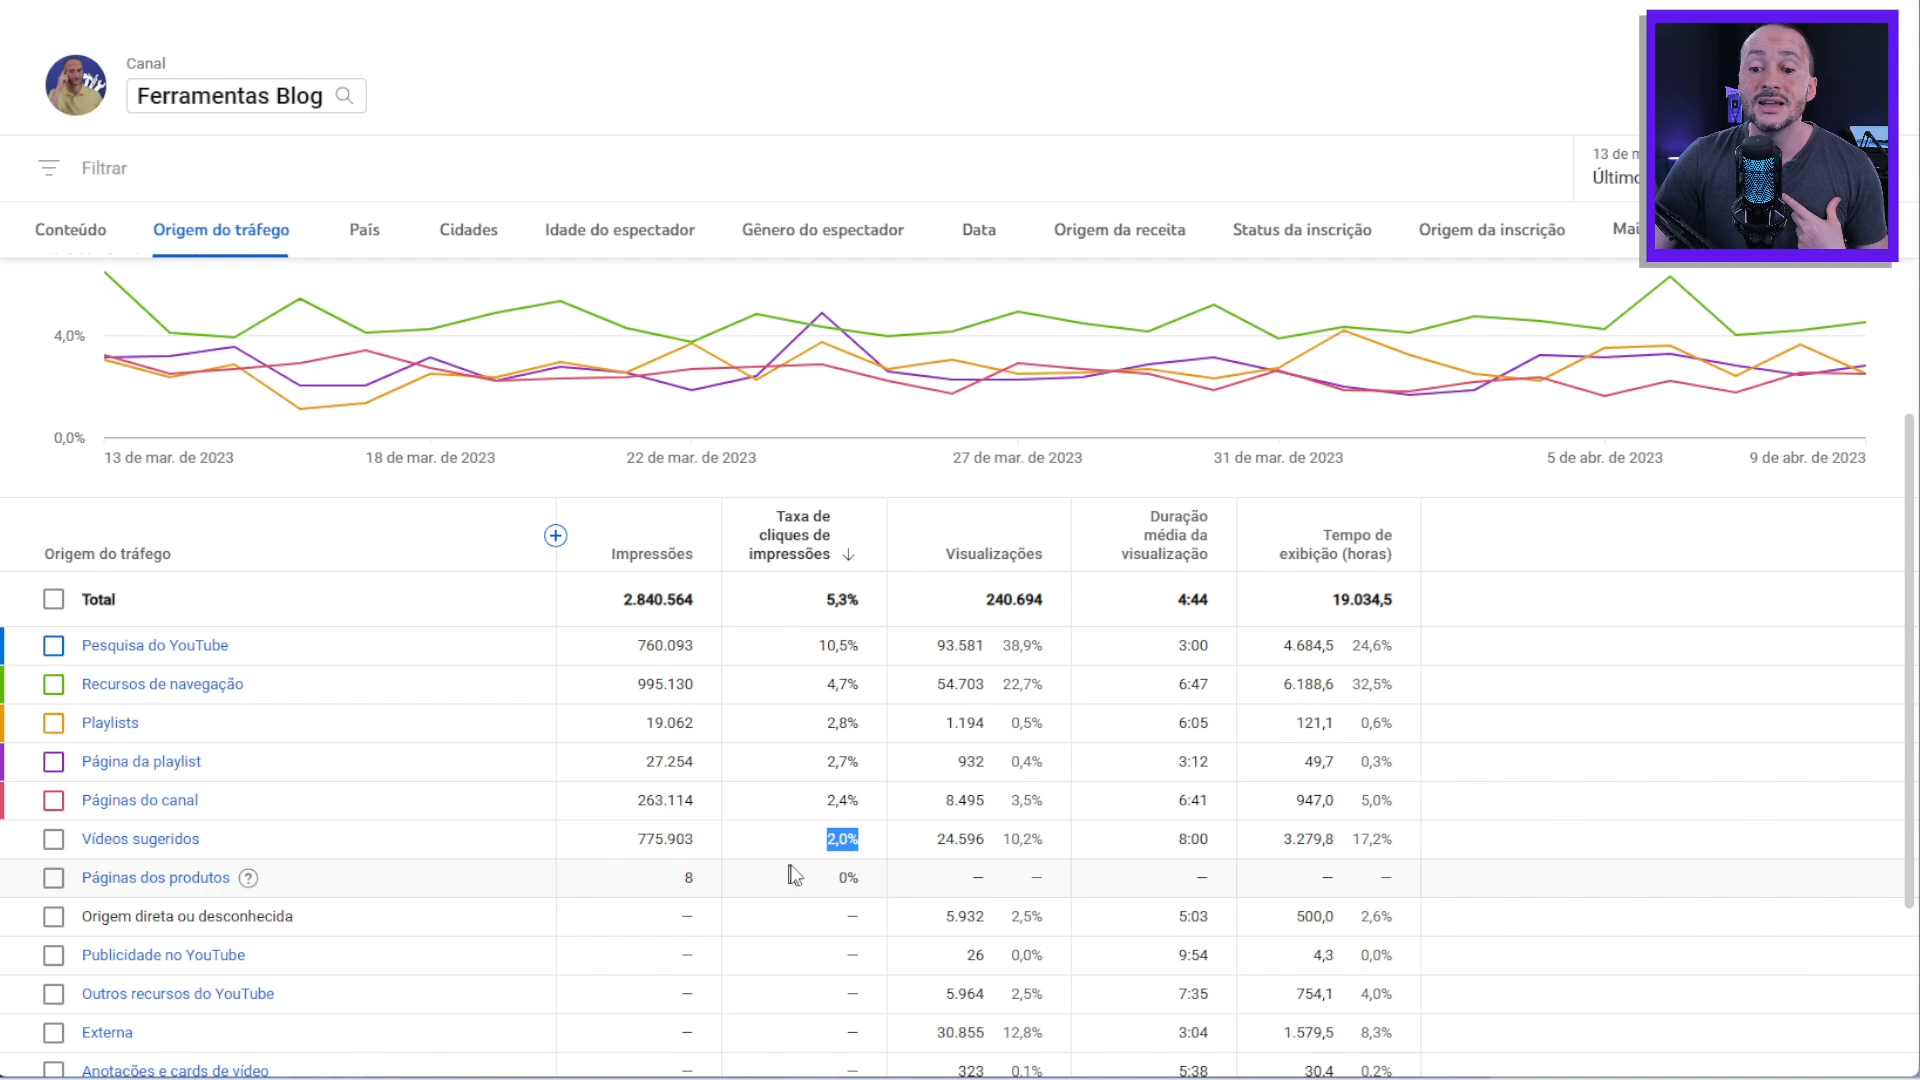 Canal
Ferramentas Blog
Filtrar
13 de m
Último
Conteúdo Origem do tráfego País Cidades Idade do espectador Gênero do espectador Data Origem da receita Status da inscrição Origem da inscrição Mai
4,0%
0,0%
13 de mar. de 2023 18 de mar. de 2023 22 de mar. de 2023 27 de mar. de 2023 31 de mar. de 2023 5 de abr. de 2023 9 de abr. de 2023
Origem do tráfego
Impressões
Taxa de
cliques de
impressões
Visualizações
Duração
média da
visualização
Tempo de
exibição (horas)
Total 2.840.564 5,3% 240.694 4:44 19.034,5
Pesquisa do YouTube 760.093 10,5% 93.581 38,9% 3:00 4.684,5 24,6%
Recursos de navegação 995.130 4,7% 54.703 22,7% 6:47 6.188,6 32,5%
Playlists 19.062 2,8% 1.194 0,5% 6:05 121,1 0,6%
Página da playlist 27.254 2,7% 932 0,4% 3:12 49,7 0,3%
Páginas do canal 263.114 2,4% 8.495 3,5% 6:41 947,0 5,0%
Vídeos sugeridos 775.903 2,0% 24.596 10,2% 8:00 3.279,8 17,2%
Páginas dos produtos ? 8 0% — — — — —
Origem direta ou desconhecida — — 5.932 2,5% 5:03 500,0 2,6%
Publicidade no YouTube — — 26 0,0% 9:54 4,3 0,0%
Outros recursos do YouTube — — 5.964 2,5% 7:35 754,1 4,0%
Externa — — 30.855 12,8% 3:04 1.579,5 8,3%
Anotações e cards de vídeo — — 323 0,1% 5:38 30,4 0,2%